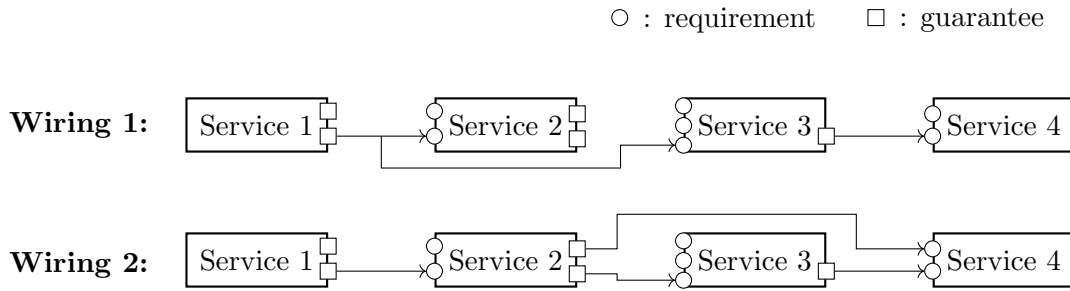 : requirement : guarantee
Wiring 1: Service 1 Service 2 Service 3 Service 4
Wiring 2: Service 1 Service 2 Service 3 Service 4